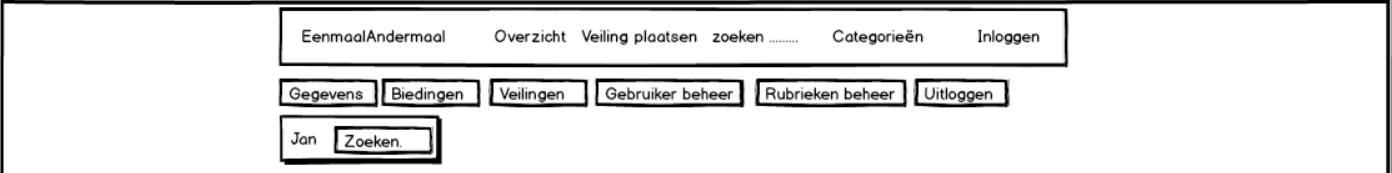 EenmaalAndermaal Overzicht Veiling plaatsen zoeken ......... Categorieën Inloggen
Gegevens Biedingen Veilingen Gebruiker beheer Rubrieken beheer Uitloggen
Jan Zoeken.